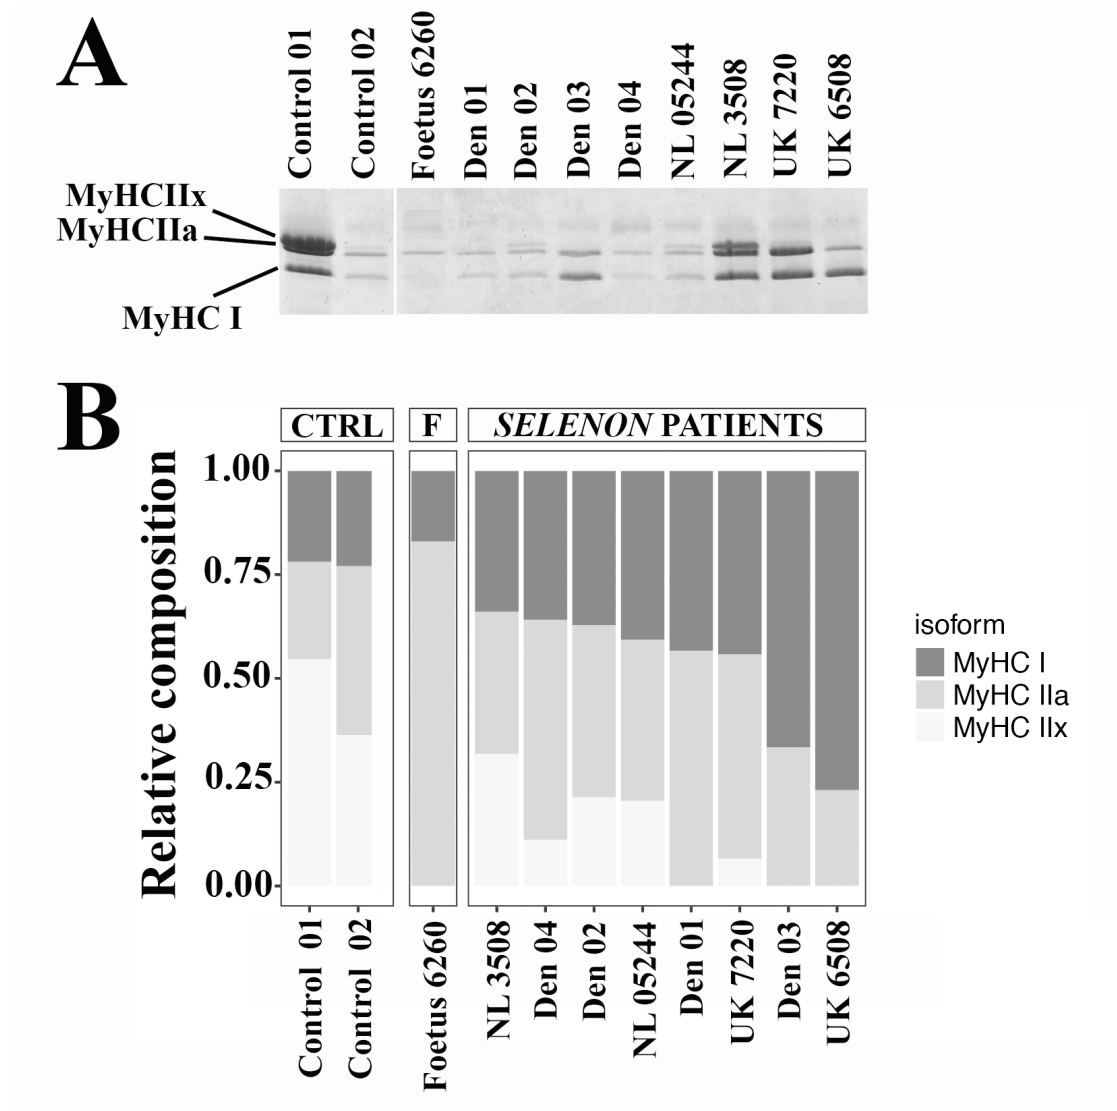 A
Control 01
Control 02
Foetus 6260
Den 01
Den 02
Den 03
Den 04
NL 05244
NL 3508
UK 7220
UK 6508
MyHCIIx
MyHCIIa
MyHC I
B
CTRL
F
SELENON PATIENTS
Relative composition
1.00
0.75
0.50
0.25
0.00
Control 01
Control 02
Foetus 6260
NL 3508
Den 04
Den 02
NL 05244
Den 01
UK 7220
Den 03
UK 6508
isoform
MyHC I
MyHC IIa
MyHC IIx